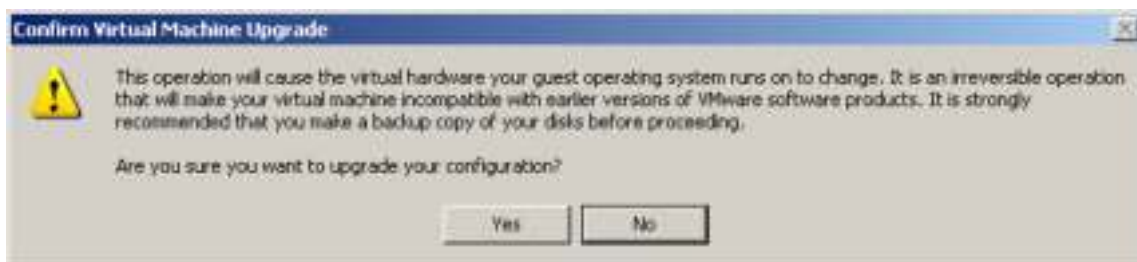 Confirm Virtual Machine Upgrade
This operation will cause the virtual hardware your guest operating system runs on to change. It is an irreversible operation
that will make your virtual machine incompatible with earlier versions of VMware software products. It is strongly
recommended that you make a backup copy of your disks before proceeding.
Are you sure you want to upgrade your configuration?
Yes
No